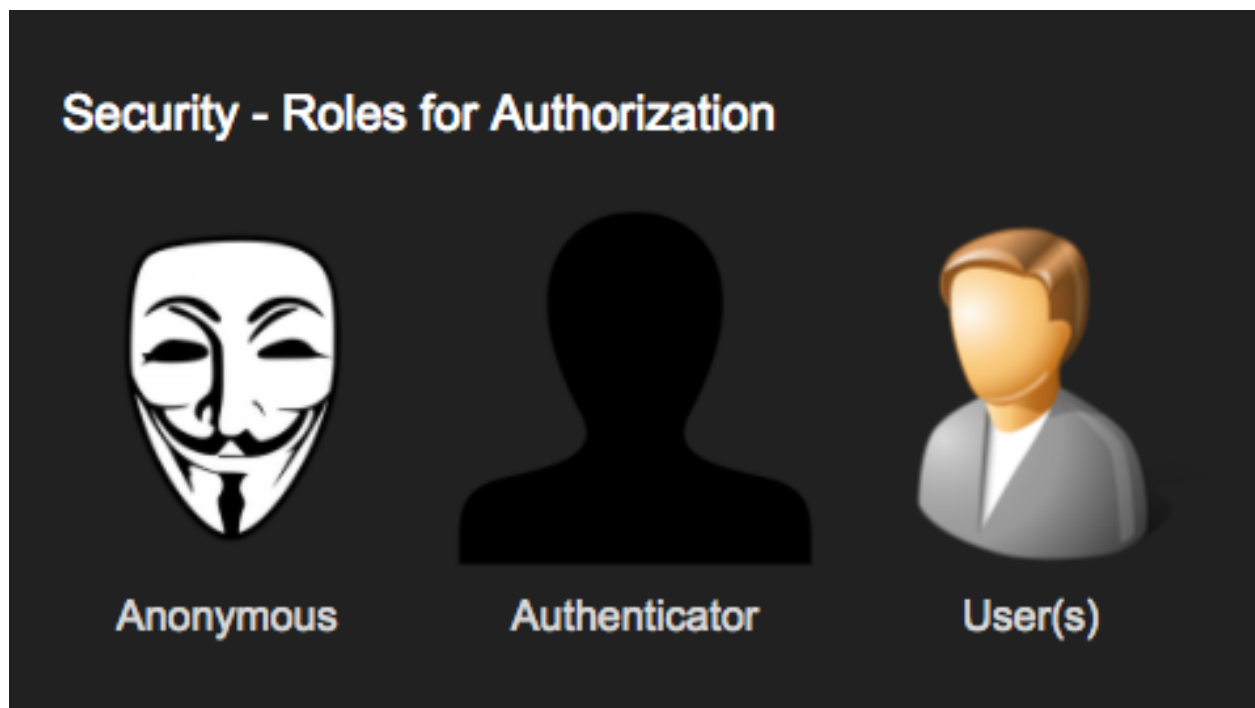 Security - Roles for Authorization
Anonymous
Authenticator
User(s)